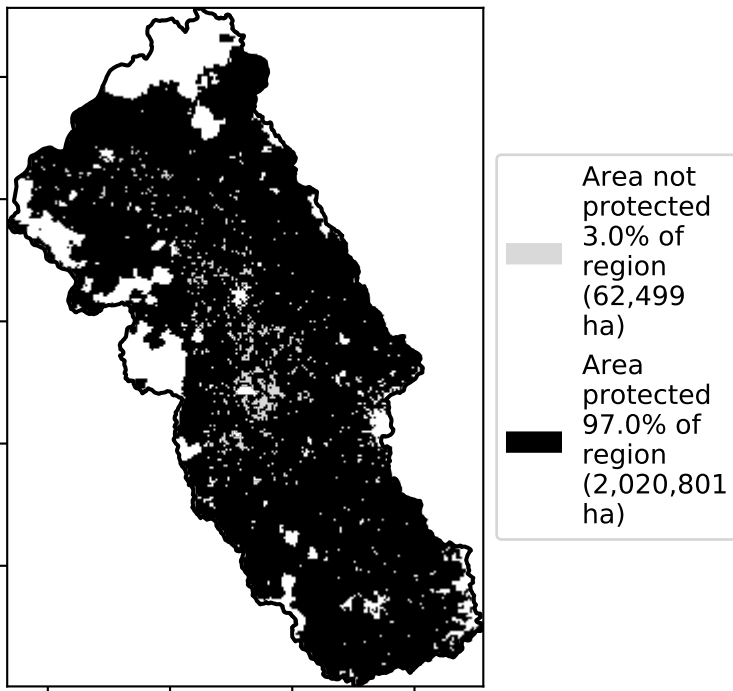 Area not
protected
3.0% of
region
(62,499
ha)
Area
protected
97.0% of
region
(2,020,801
ha)